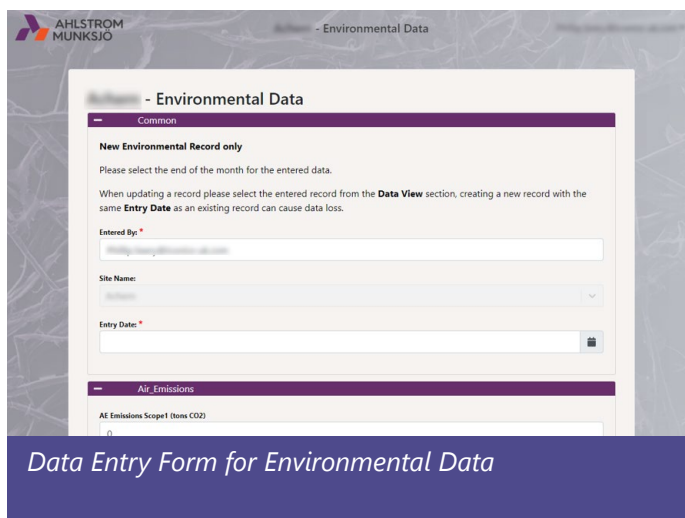 AHLSTROM
MUNKSJÖ
- Environmental Data
- Environmental Data
Common
New Environmental Record only
Please select the end of the month for the entered data.
When updating a record please select the entered record from the Data View section, creating a new record with the
same Entry Date as an existing record can cause data loss.
Entered By: *
Site Name:
Entry Date: *
Air_Emissions
AE Emissions Scope1 (tons CO2)
0
Data Entry Form for Environmental Data